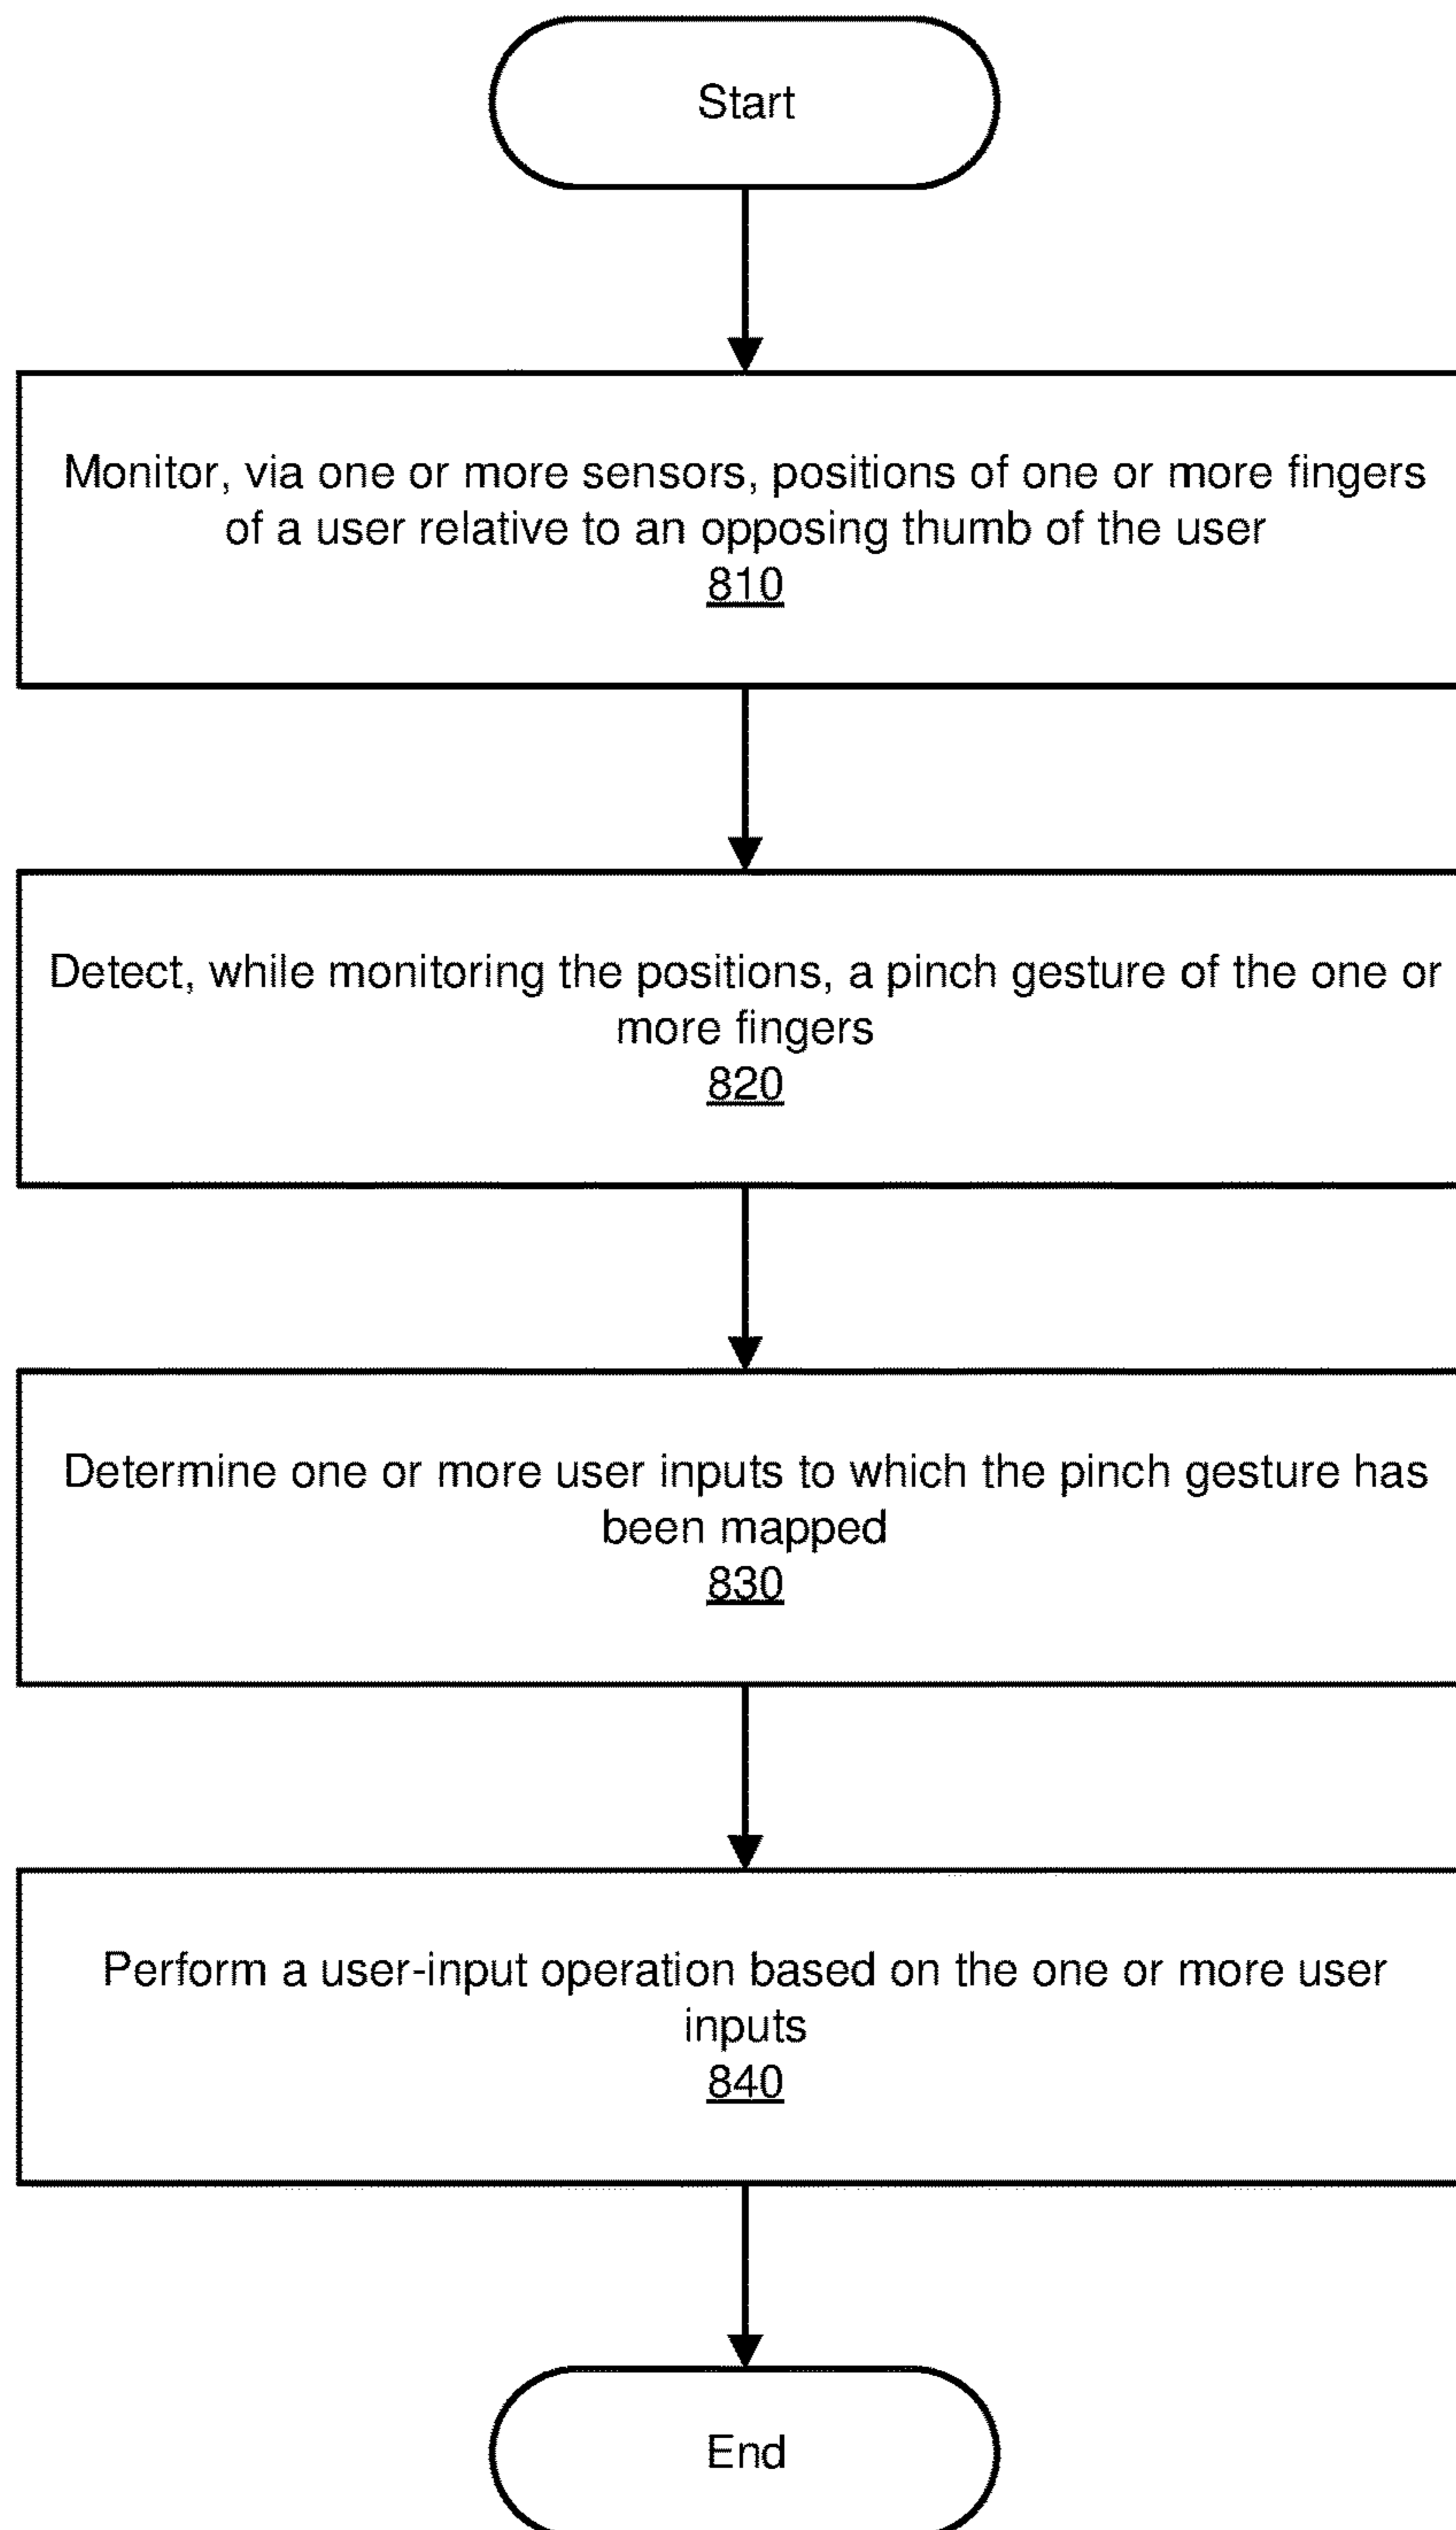 Start
Monitor, via one or more sensors, positions of one or more fingers
of a user relative to an opposing thumb of the user
810
Detect, while monitoring the positions, a pinch gesture of the one or
more fingers
820
Determine one or more user inputs to which the pinch gesture has
been mapped
830
Perform a user-input operation based on the one or more user
inputs
840
End